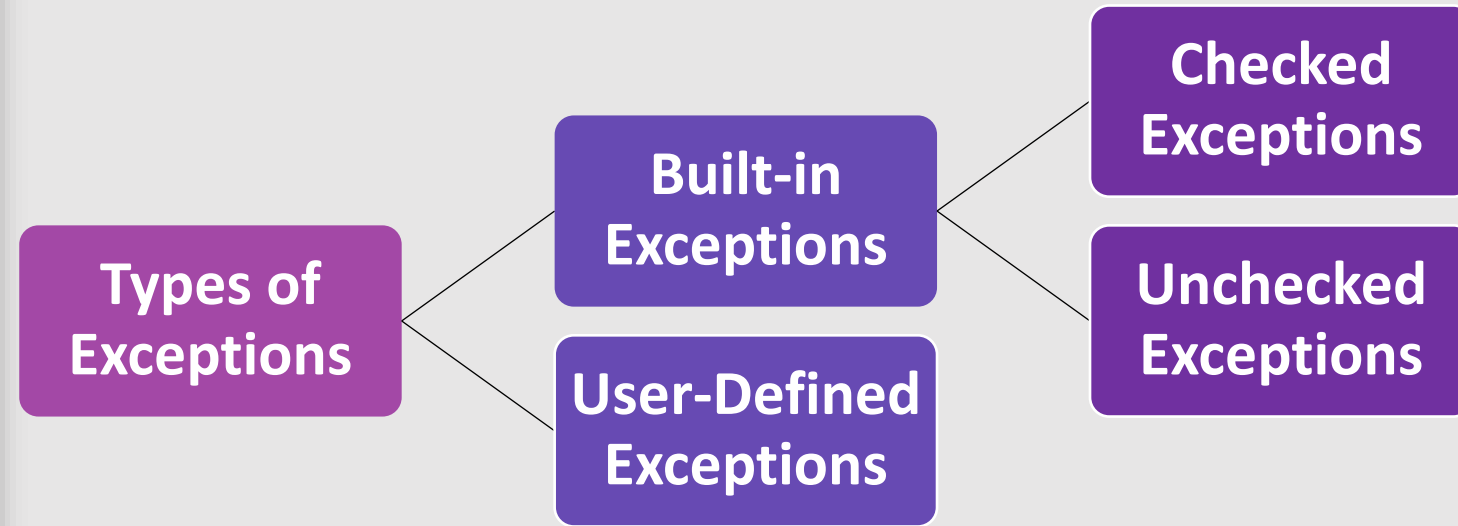 Types of
Exceptions
Built-in
Exceptions
User-Defined
Exceptions
Checked
Exceptions
Unchecked
Exceptions